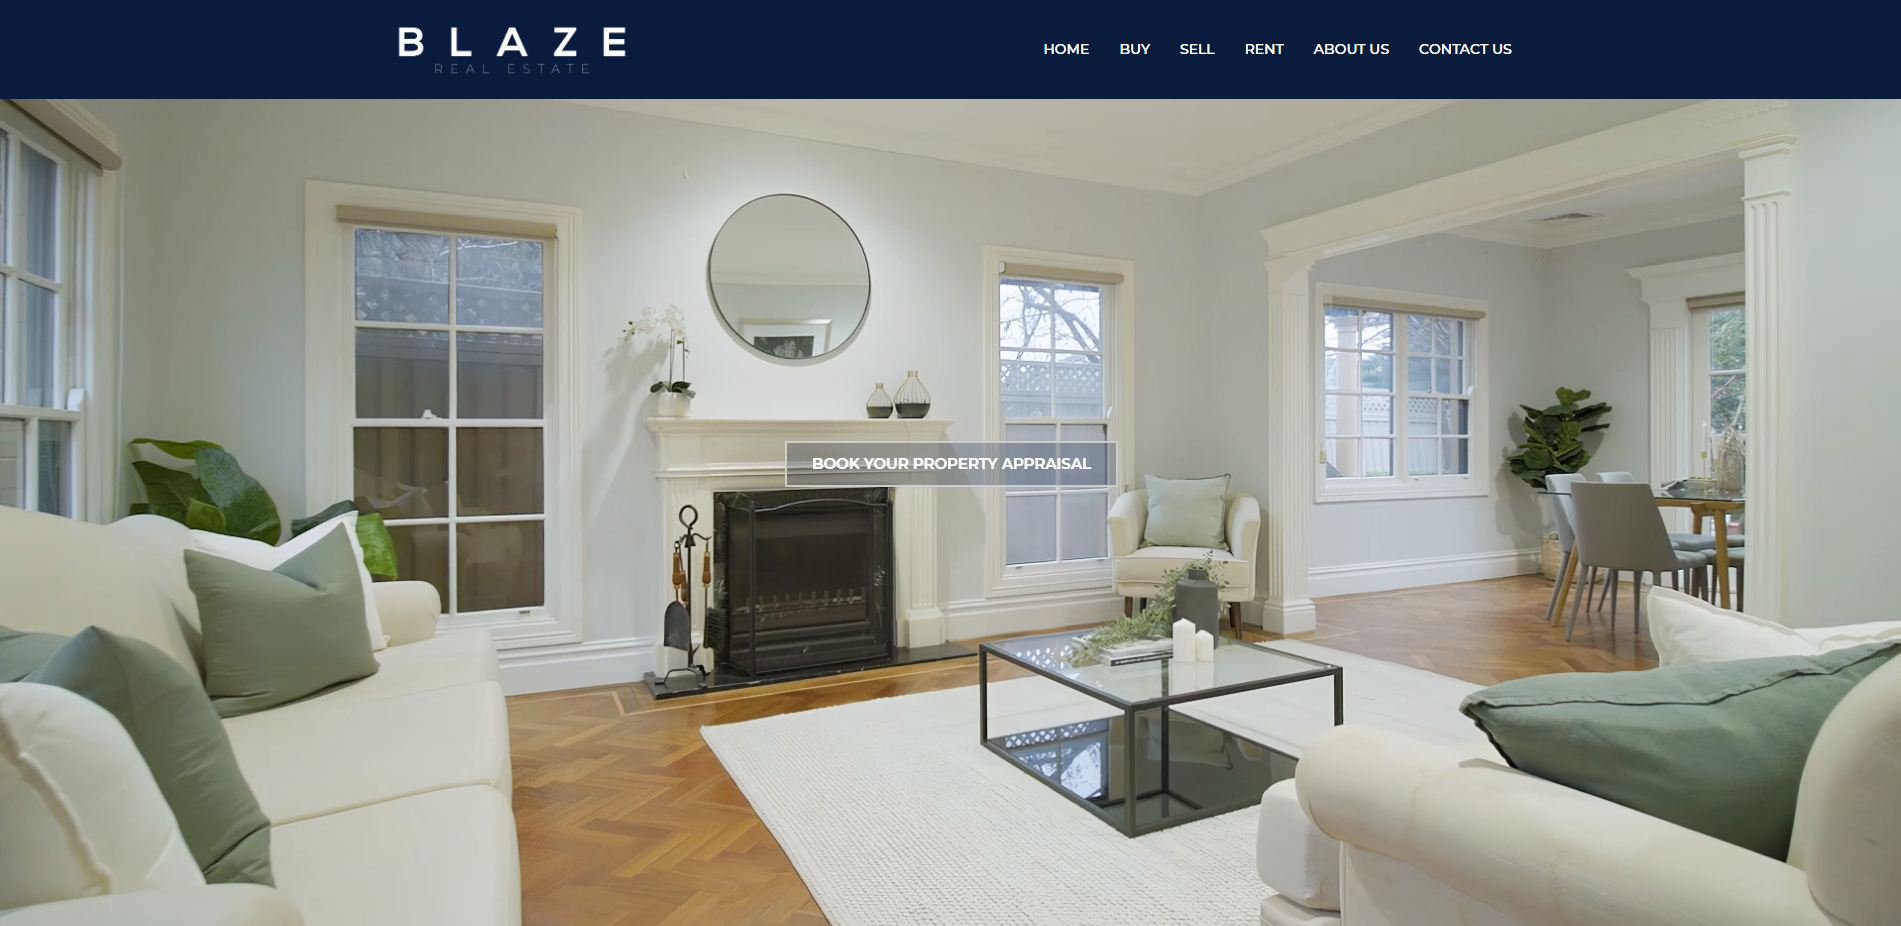 BLAZE
REAL ESTATE
HOME BUY SELL RENT ABOUT US CONTACT US
BOOK YOUR PROPERTY APPRAISAL